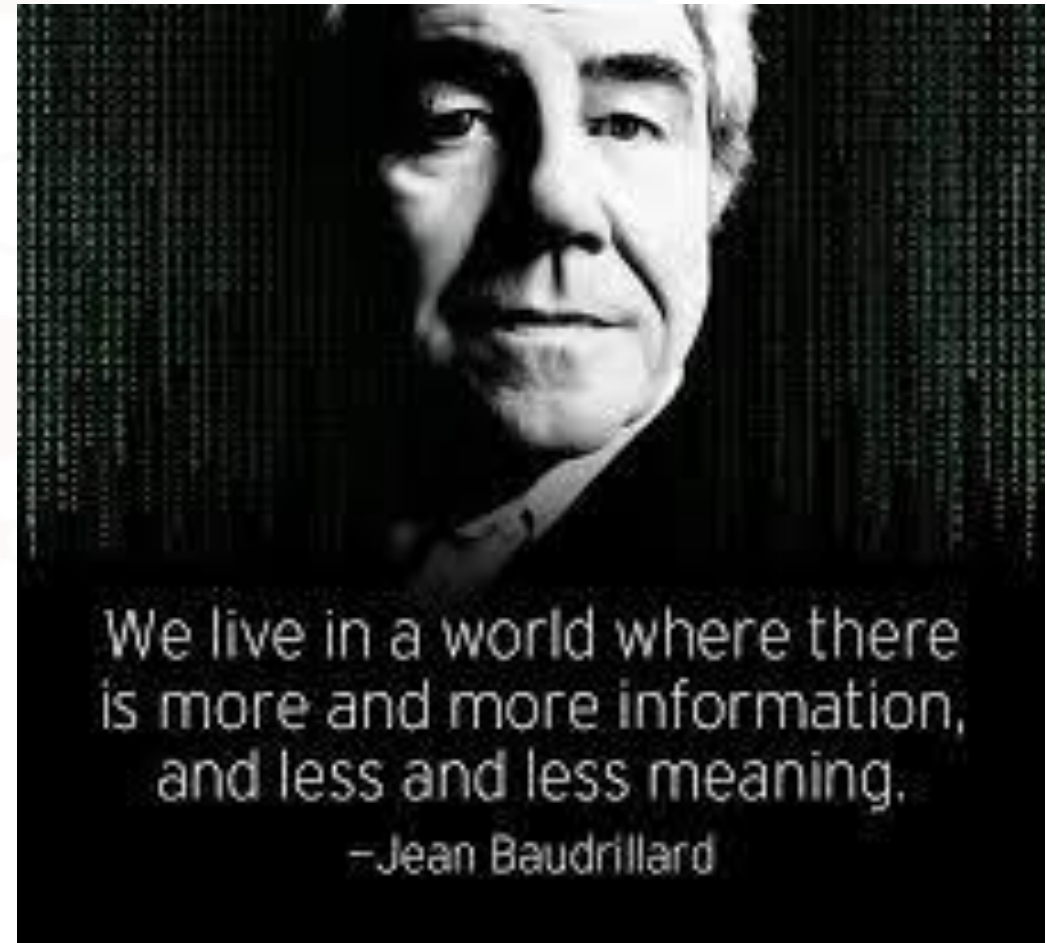 We live in a world where there
is more and more information,
and less and less meaning.
–Jean Baudrillard